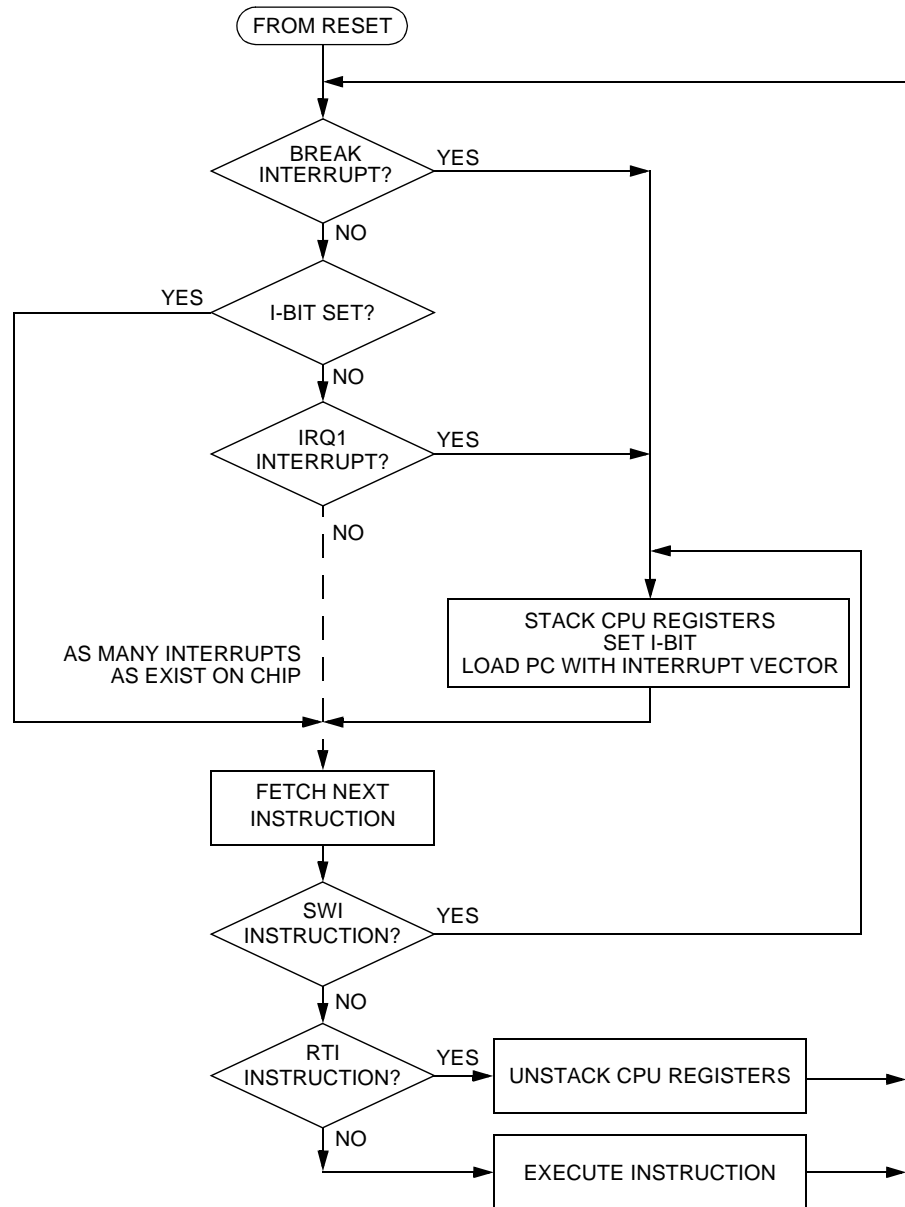 FROM RESET
BREAK
INTERRUPT?
YES
NO
I-BIT SET?
YES
NO
IRQ1
INTERRUPT?
YES
NO
STACK CPU REGISTERS
SET I-BIT
LOAD PC WITH INTERRUPT VECTOR
AS MANY INTERRUPTS
AS EXIST ON CHIP
FETCH NEXT
INSTRUCTION
SWI
INSTRUCTION?
YES
NO
RTI
INSTRUCTION?
YES
UNSTACK CPU REGISTERS
NO
EXECUTE INSTRUCTION